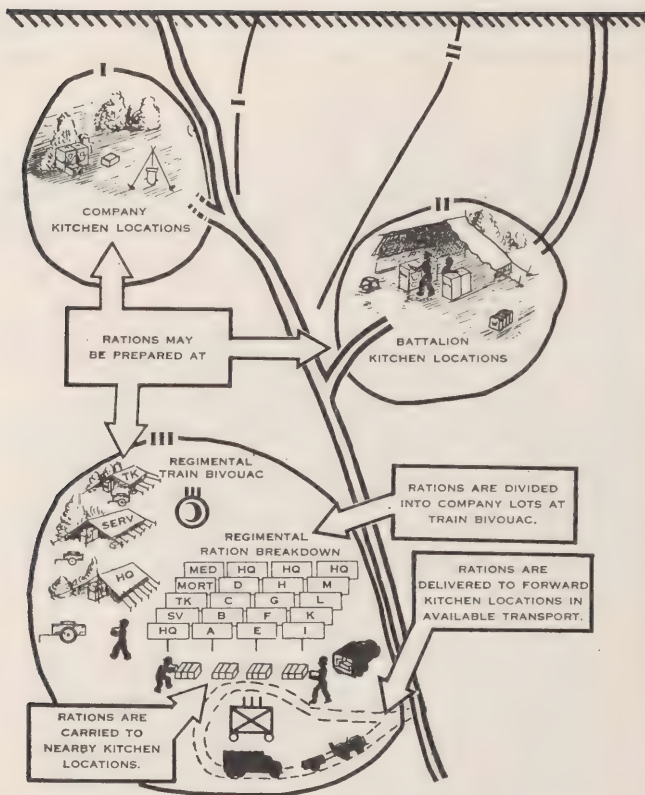 I
I
II
II
COMPANY
KITCHEN LOCATIONS
RATIONS MAY
BE PREPARED AT
BATTALION
KITCHEN LOCATIONS
III
REGIMENTAL
TRAIN BIVOUAC
TK
SERV
HQ
RATIONS ARE DIVIDED
INTO COMPANY LOTS AT
TRAIN BIVOUAC.
REGIMENTAL
RATION BREAKDOWN
MED HQ HQ HQ
MORT D H M
TK C G L
SV B F K
HQ A E I
RATIONS ARE
DELIVERED TO FORWARD
KITCHEN LOCATIONS IN
AVAILABLE TRANSPORT.
RATIONS ARE
CARRIED TO
NEARBY KITCHEN
LOCATIONS.